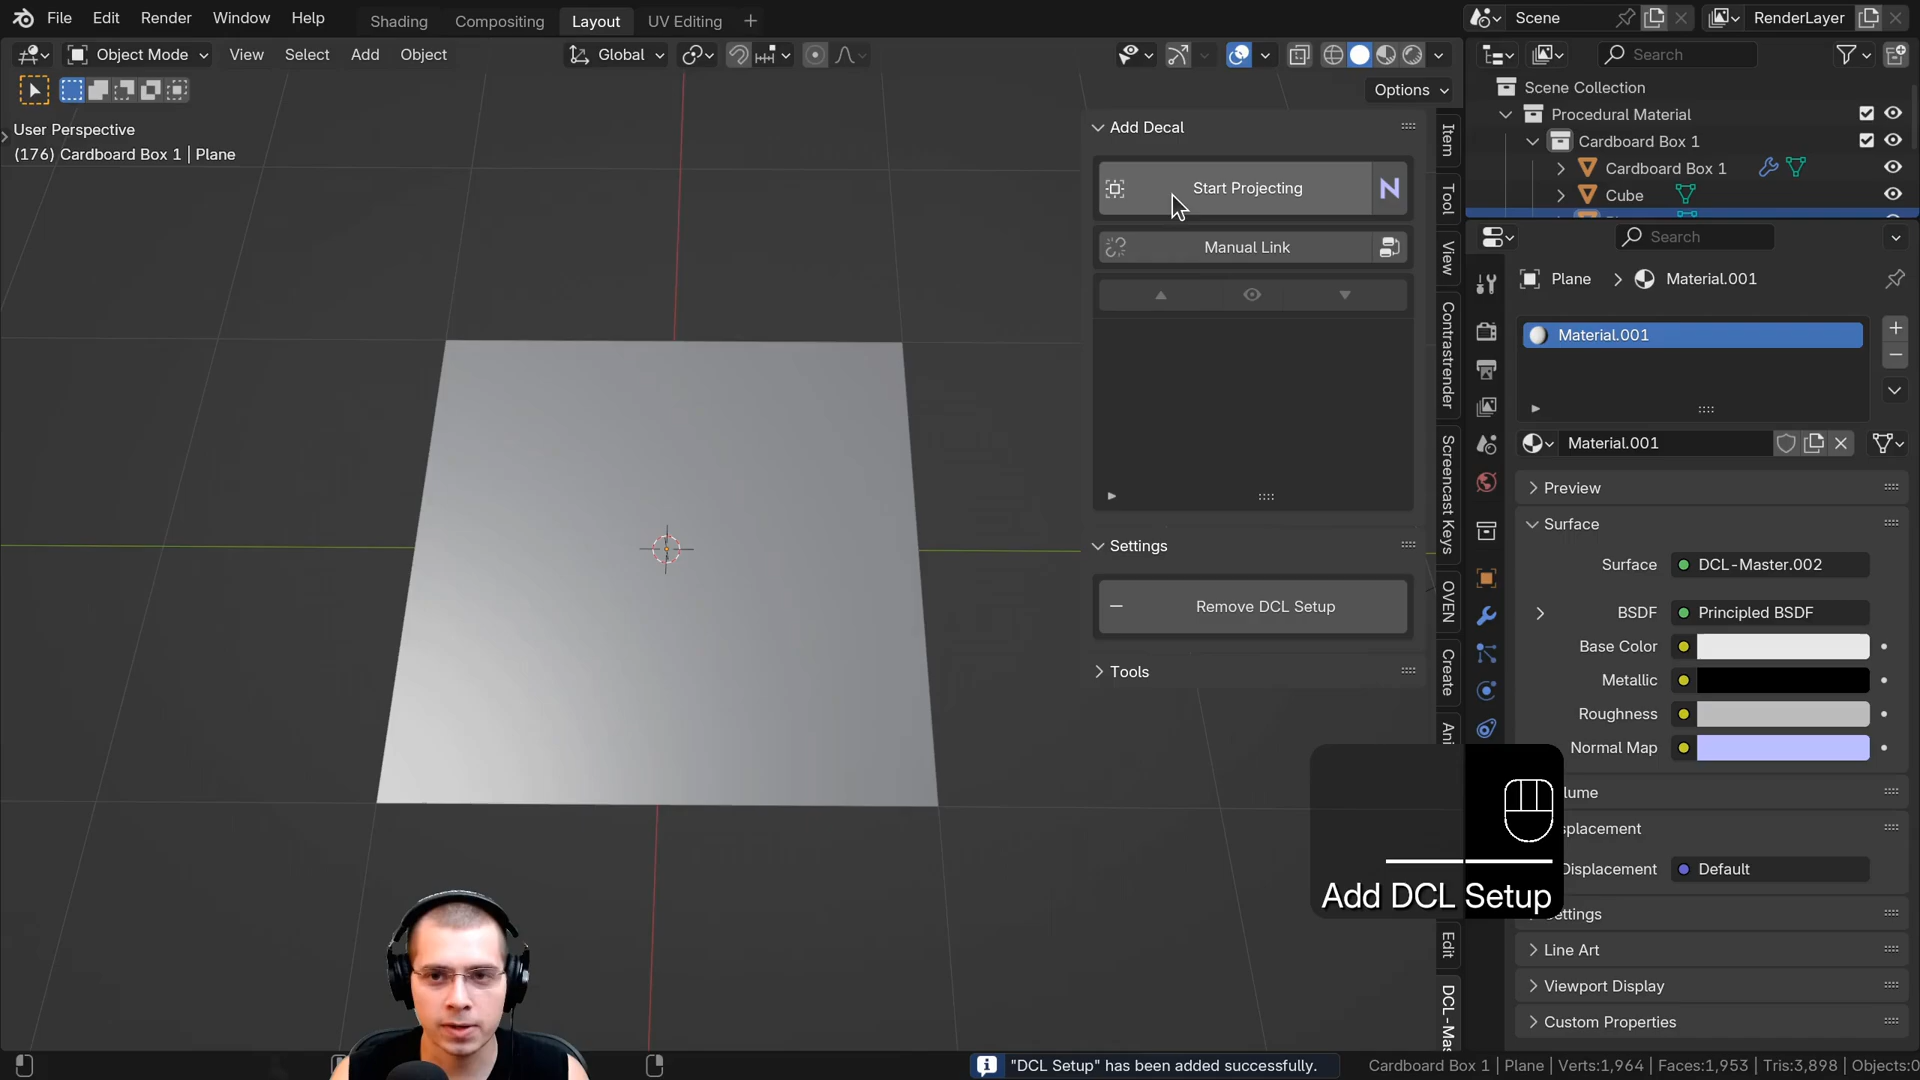 File Edit Render Window Help
Shading Compositing Layout UV Editing
Scene RenderLayer
Object Mode View Select Add Object
Global
Search
Options
User Perspective
(176) Cardboard Box 1 | Plane
Scene Collection
Procedural Material
Cardboard Box 1
Cardboard Box 1
Cube
Add Decal
Start Projecting
Manual Link
Settings
Remove DCL Setup
Tools
Item
Tool
View
Contrastrender
Screencast Keys
OVEN
Create
Ani
Edit
DCL-Mas
Search
Plane Material.001
Material.001
Material.001
Preview
Surface
Surface DCL-Master.002
BSDF Principled BSDF
Base Color
Metallic
Roughness
Normal Map
lume
splacement
Displacement Default
ettings
Line Art
Viewport Display
Custom Properties
Add DCL Setup
"DCL Setup" has been added successfully.
Cardboard Box 1 | Plane | Verts:1,964 | Faces:1,953 | Tris:3,898 | Objects:0